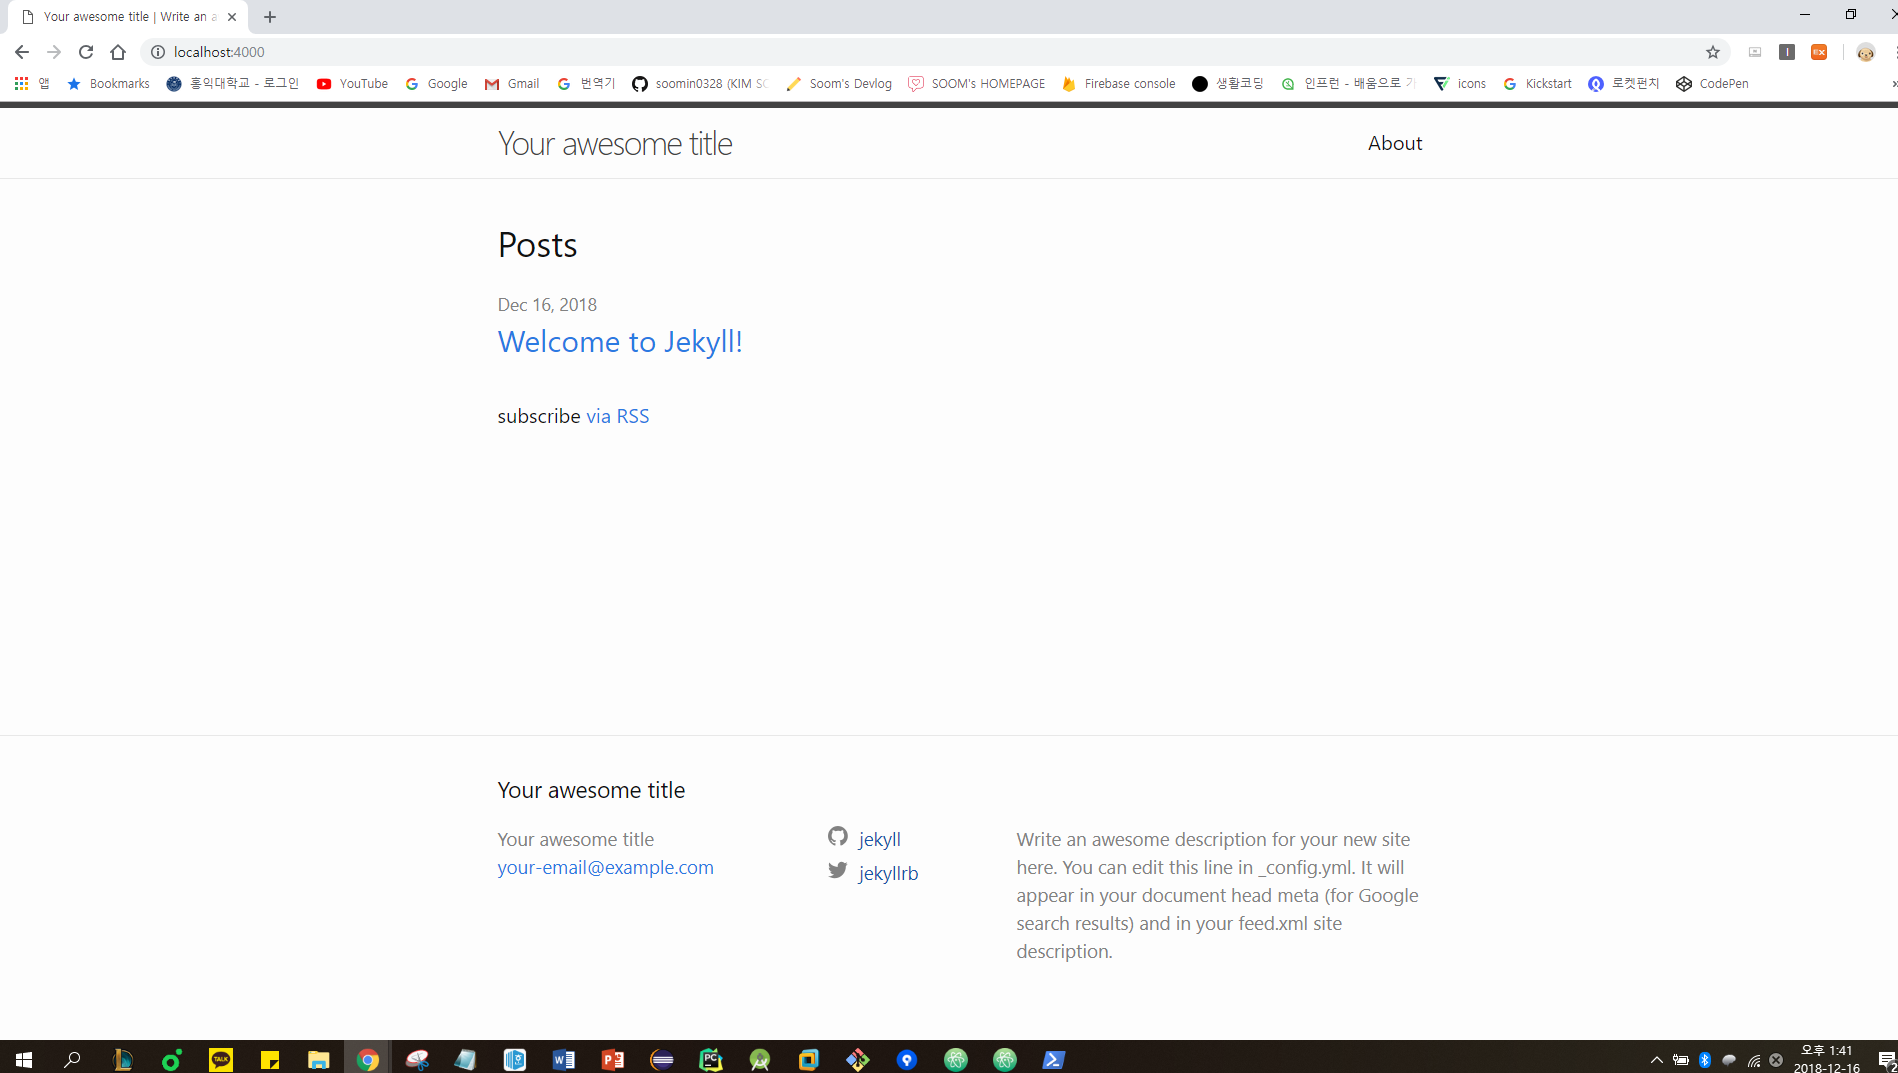 Your awesome title | Write an a
localhost:4000
앱 Bookmarks 홍익대학교 - 로그인 YouTube Google Gmail 번역기 soomin0328 (KIM SO Soom's Devlog SOOM's HOMEPAGE Firebase console 생활코딩 인프런 - 배움으로 icons Kickstart 로켓펀치 CodePen
Your awesome title
About
Posts
Dec 16, 2018
Welcome to Jekyll!
subscribe via RSS
Your awesome title
Your awesome title
your-email@example.com
jekyll
jekyllrb
Write an awesome description for your new site
here. You can edit this line in _config.yml. It will
appear in your document head meta (for Google
search results) and in your feed.xml site
description.
오후 1:41
2018-12-16